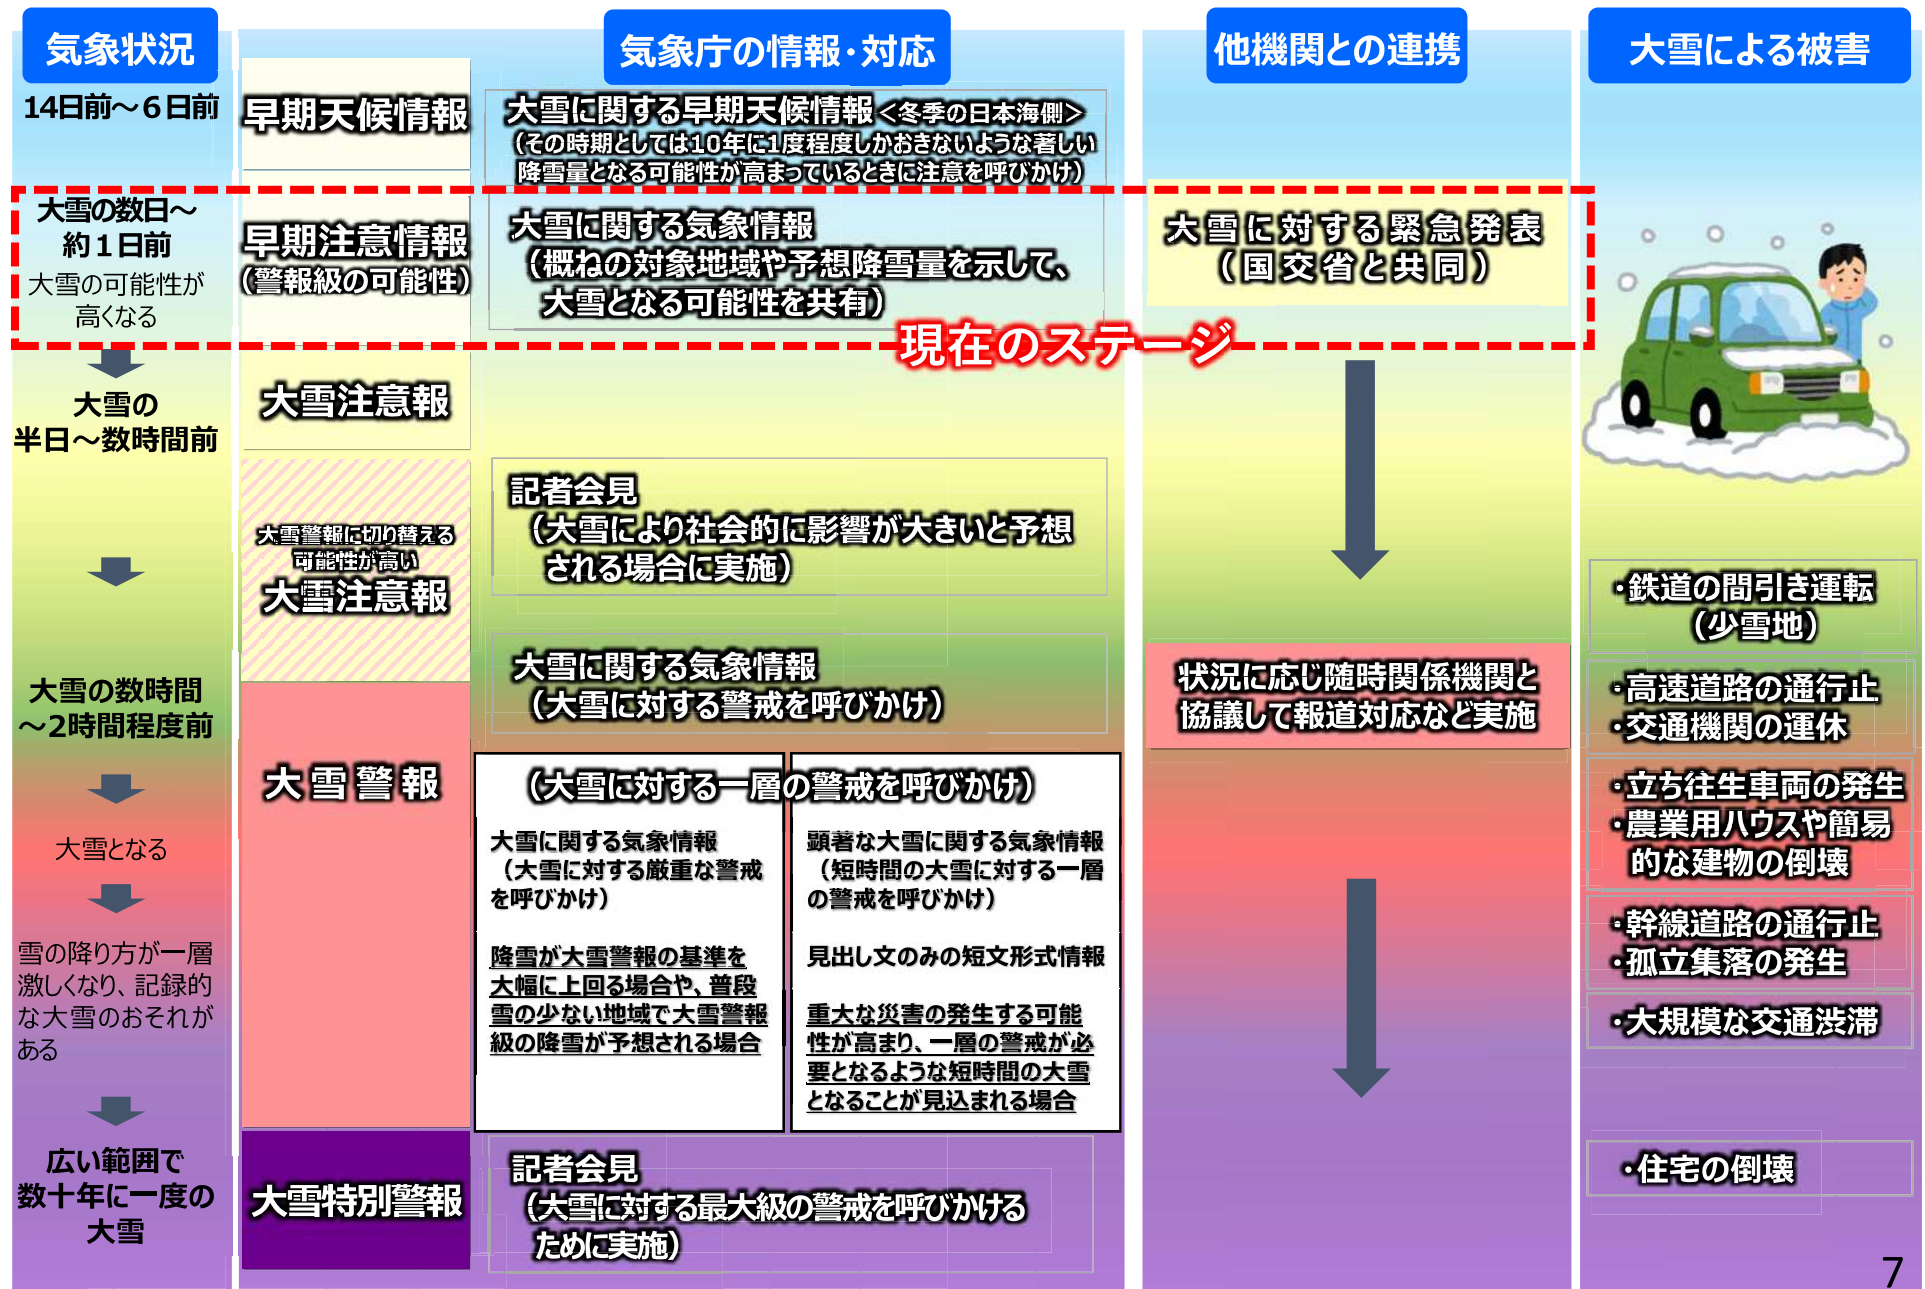 気象状況
気象庁の情報・対応
他機関との連携
大雪による被害
14日前～6日前
早期天候情報
大雪に関する早期天候情報<冬季の日本海側>
（その時期としては10年に1度程度しかおきないような著しい
降雪量となる可能性が高まっているときに注意を呼びかけ）
大雪の数日～
約1日前
大雪の可能性が
高くなる
早期注意情報
（警報級の可能性）
大雪に関する気象情報
（概ねの対象地域や予想降雪量を示して、
大雪となる可能性を共有）
大雪に対する緊急発表
（国交省と共同）
現在のステージ
大雪の
半日～数時間前
大雪注意報
大雪警報に切り替える
可能性が高い
大雪注意報
記者会見
（大雪により社会的に影響が大きいと予想
される場合に実施）
・鉄道の間引き運転
（少雪地）
大雪の数時間
～2時間程度前
大雪に関する気象情報
（大雪に対する警戒を呼びかけ）
状況に応じ随時関係機関と
協議して報道対応など実施
・高速道路の通行止
・交通機関の運休
大雪警報
（大雪に対する一層の警戒を呼びかけ）
大雪に関する気象情報
（大雪に対する厳重な警戒
を呼びかけ）
降雪が大雪警報の基準を
大幅に上回る場合や、普段
雪の少ない地域で大雪警報
級の降雪が予想される場合
顕著な大雪に関する気象情報
（短時間の大雪に対する一層
の警戒を呼びかけ）
見出し文のみの短文形式情報
重大な災害の発生する可能
性が高まり、一層の警戒が必
要となるような短時間の大雪
となることが見込まれる場合
・立ち往生車両の発生
・農業用ハウスや簡易
的な建物の倒壊
大雪となる
雪の降り方が一層
激しくなり、記録的
な大雪のおそれが
ある
・幹線道路の通行止
・孤立集落の発生
・大規模な交通渋滞
広い範囲で
数十年に一度の
大雪
大雪特別警報
記者会見
（大雪に対する最大級の警戒を呼びかける
ために実施）
・住宅の倒壊
7